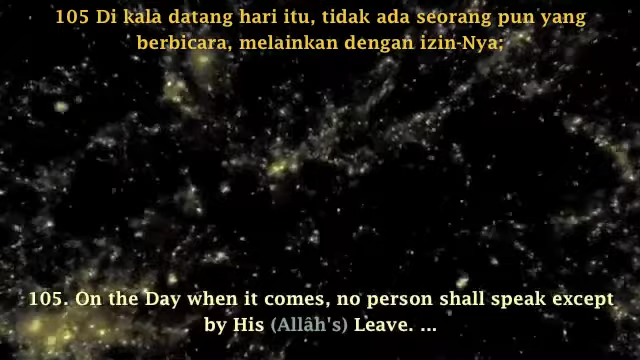 105 Di kala datang hari itu, tidak ada seorang pun yang
berbicara, melainkan dengan izin-Nya:
105. On the Day when it comes, no person shall speak except
by His (Allâh's) Leave. ...